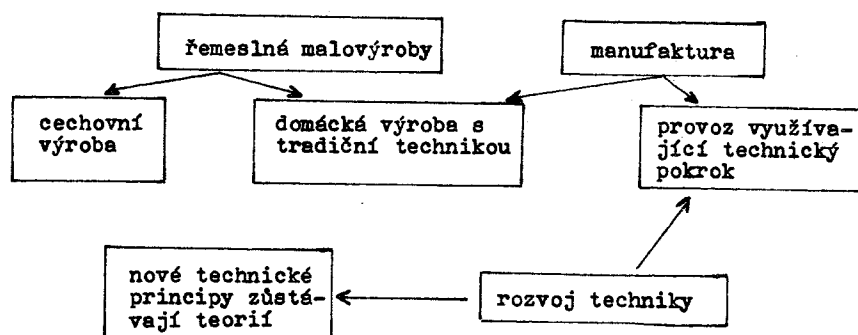 řemeslná malovýroby
manufaktura
cechovní
výroba
domácká výroba s
tradiční technikou
provoz využíva-
jící technický
pokrok
nové technické
principy zůstá-
vají teorií
rozvoj techniky